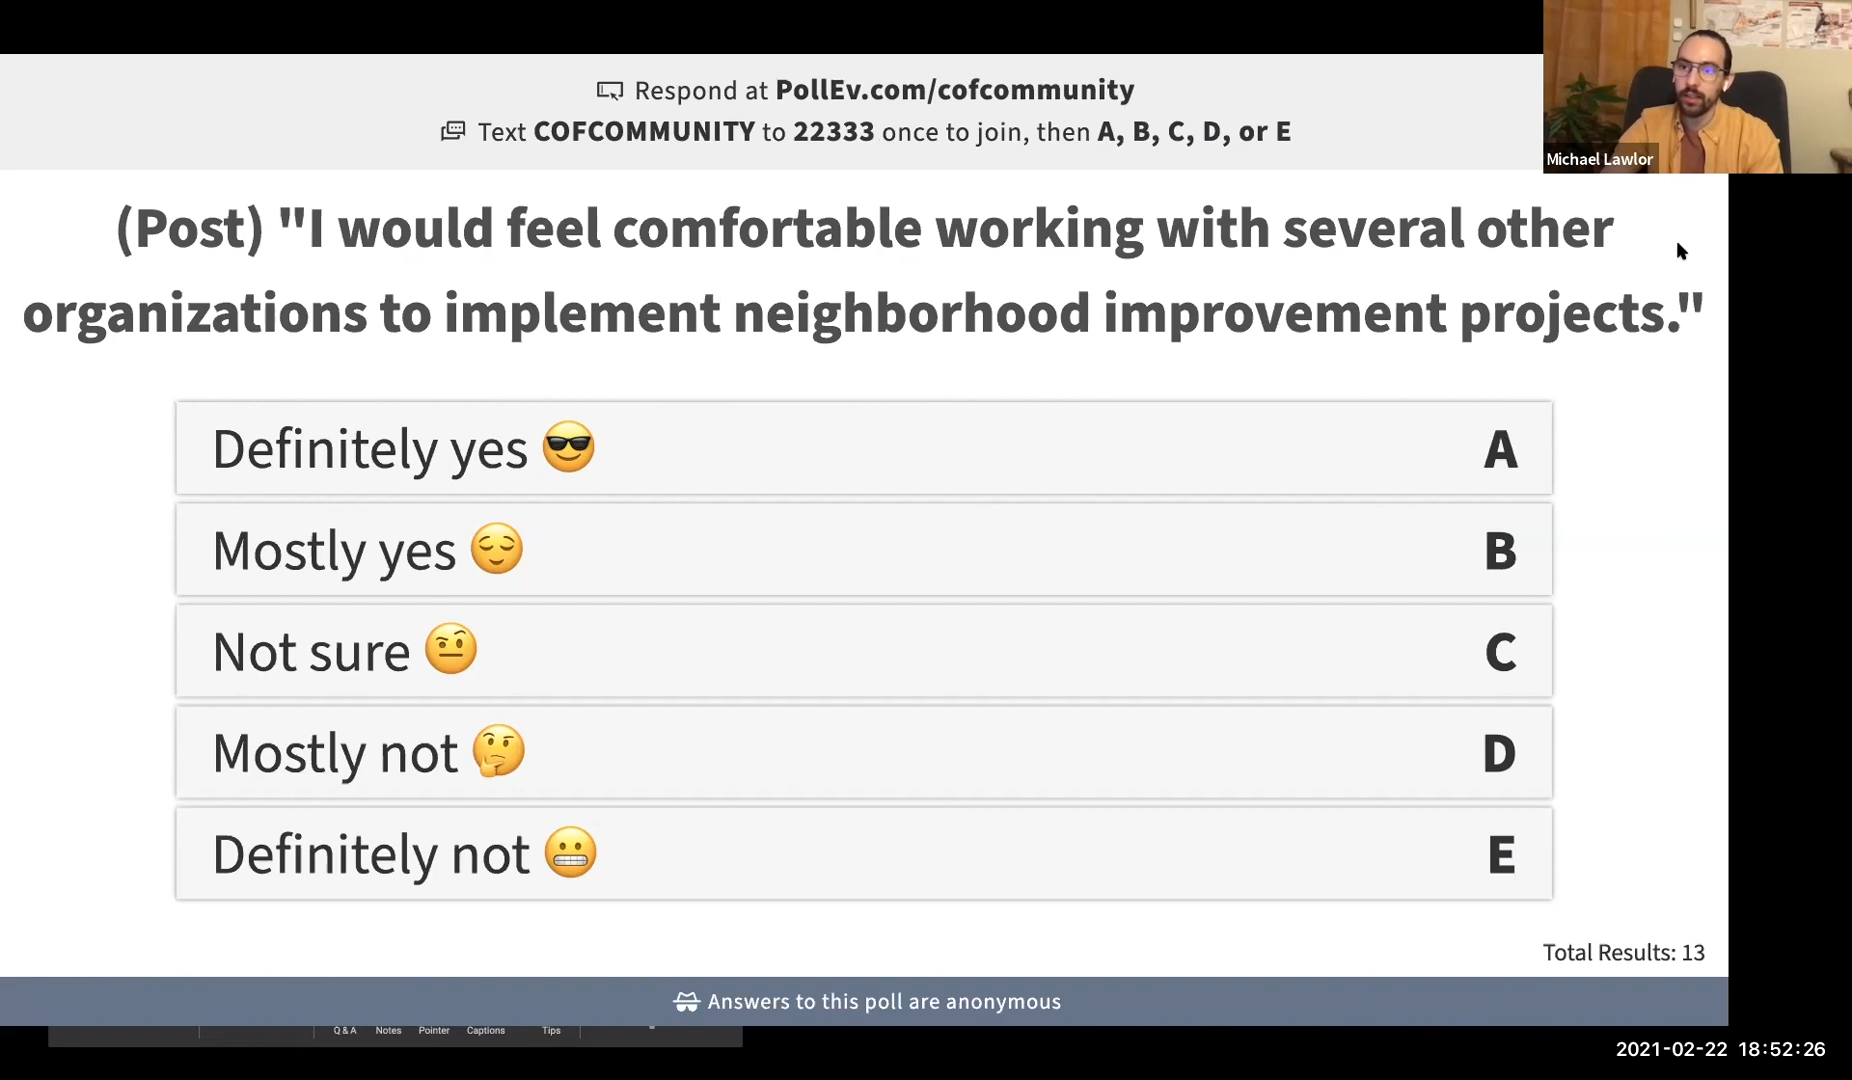 Respond at PollEv.com/cofcommunity
Text COFCOMMUNITY to 22333 once to join, then A, B, C, D, or E
Michael Lawlor
(Post) "I would feel comfortable working with several other
organizations to implement neighborhood improvement projects."
Definitely yes 😎 A
Mostly yes 😌 B
Not sure 🤨 C
Mostly not 🤔 D
Definitely not 😬 E
Total Results: 13
Answers to this poll are anonymous
Q & A Notes Pointer Captions Tips
2021-02-22 18:52:26